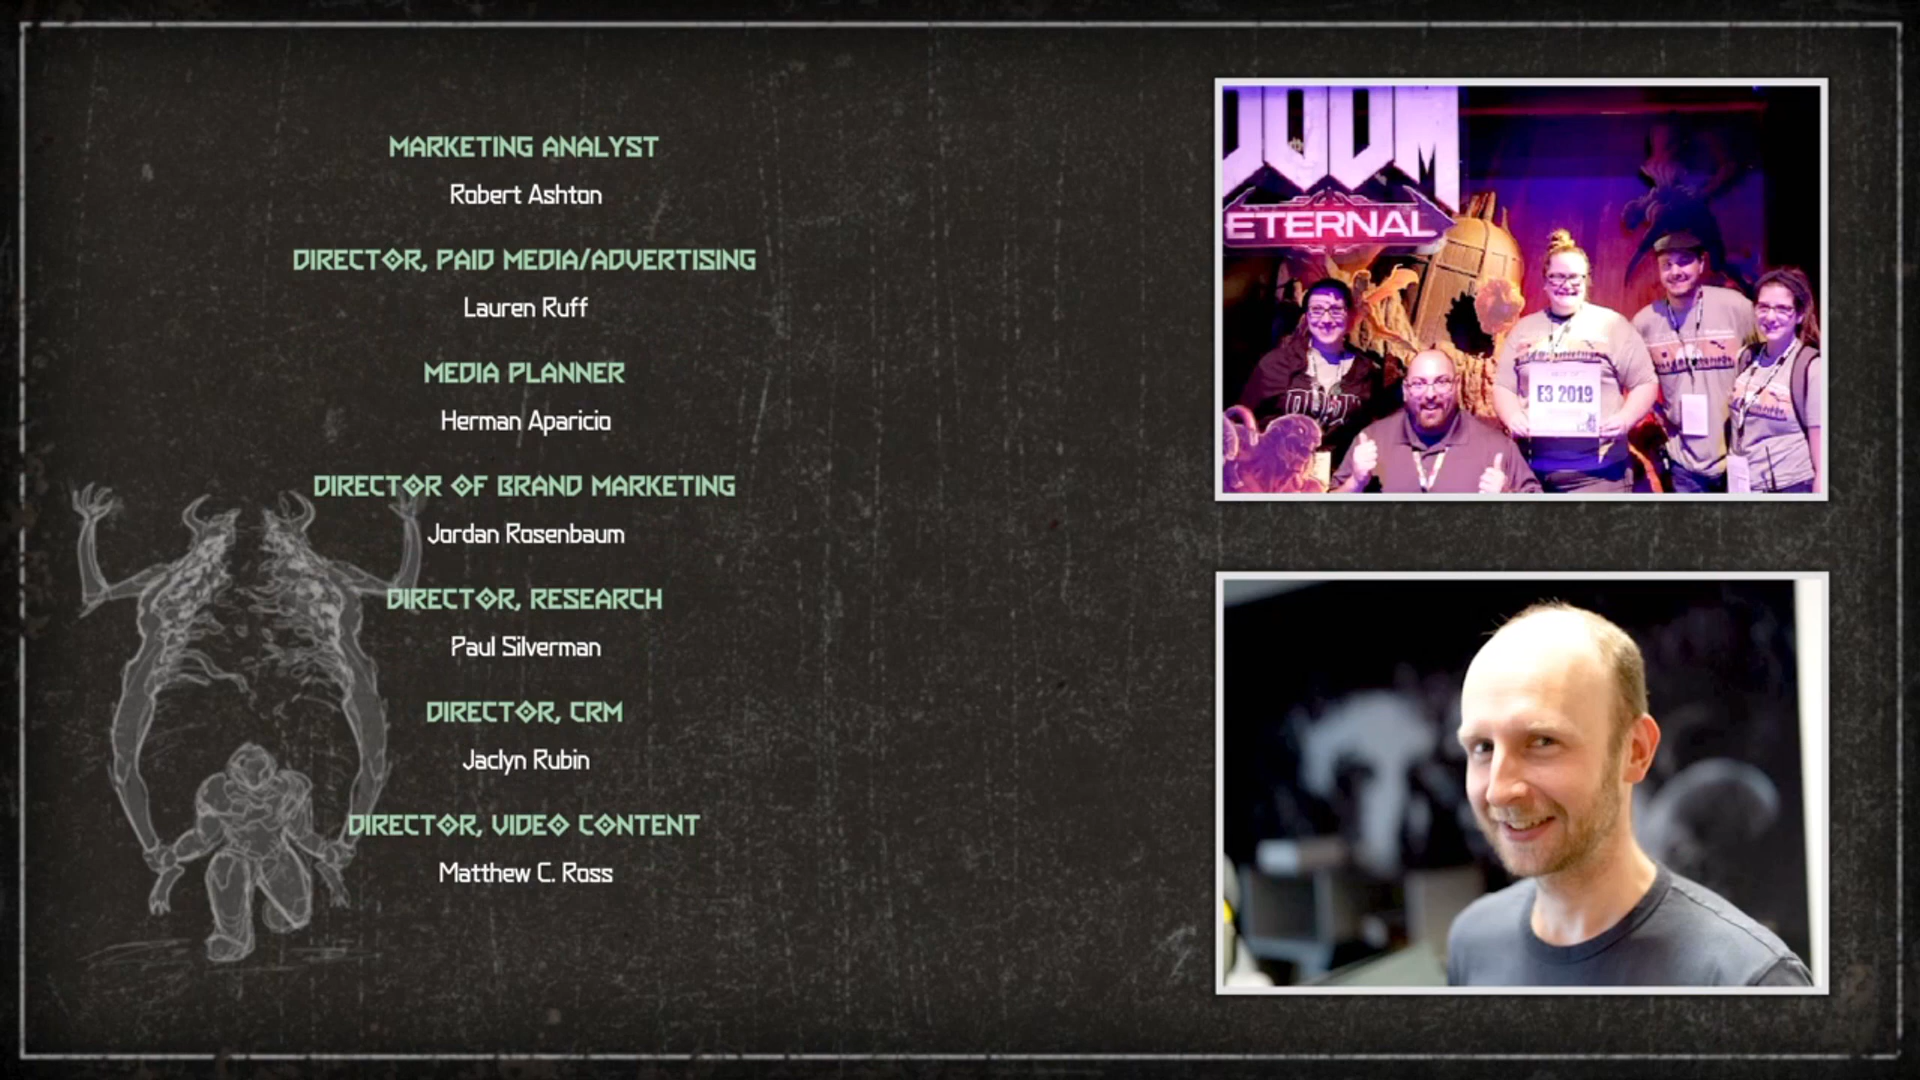 MARKETING ANALYST
Robert Ashton
DIRECTOR, PAID MEDIA/ADVERTISING
Lauren Ruff
MEDIA PLANNER
Herman Aparicio
DIRECTOR OF BRAND MARKETING
Jordan Rosenbaum
DIRECTOR, RESEARCH
Paul Silverman
DIRECTOR, CRM
Jaclyn Rubin
DIRECTOR, VIDEO CONTENT
Matthew C. Ross
DOOM
ETERNAL
E3 2019